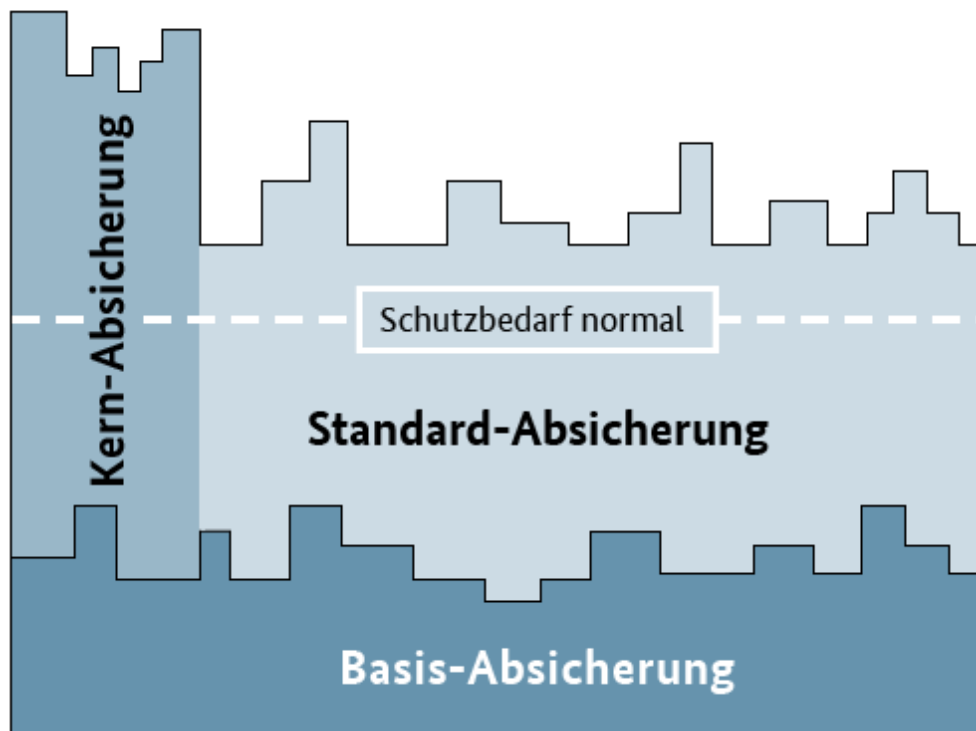 Kern-Absicherung
Schutzbedarf normal
Standard-Absicherung
Basis-Absicherung